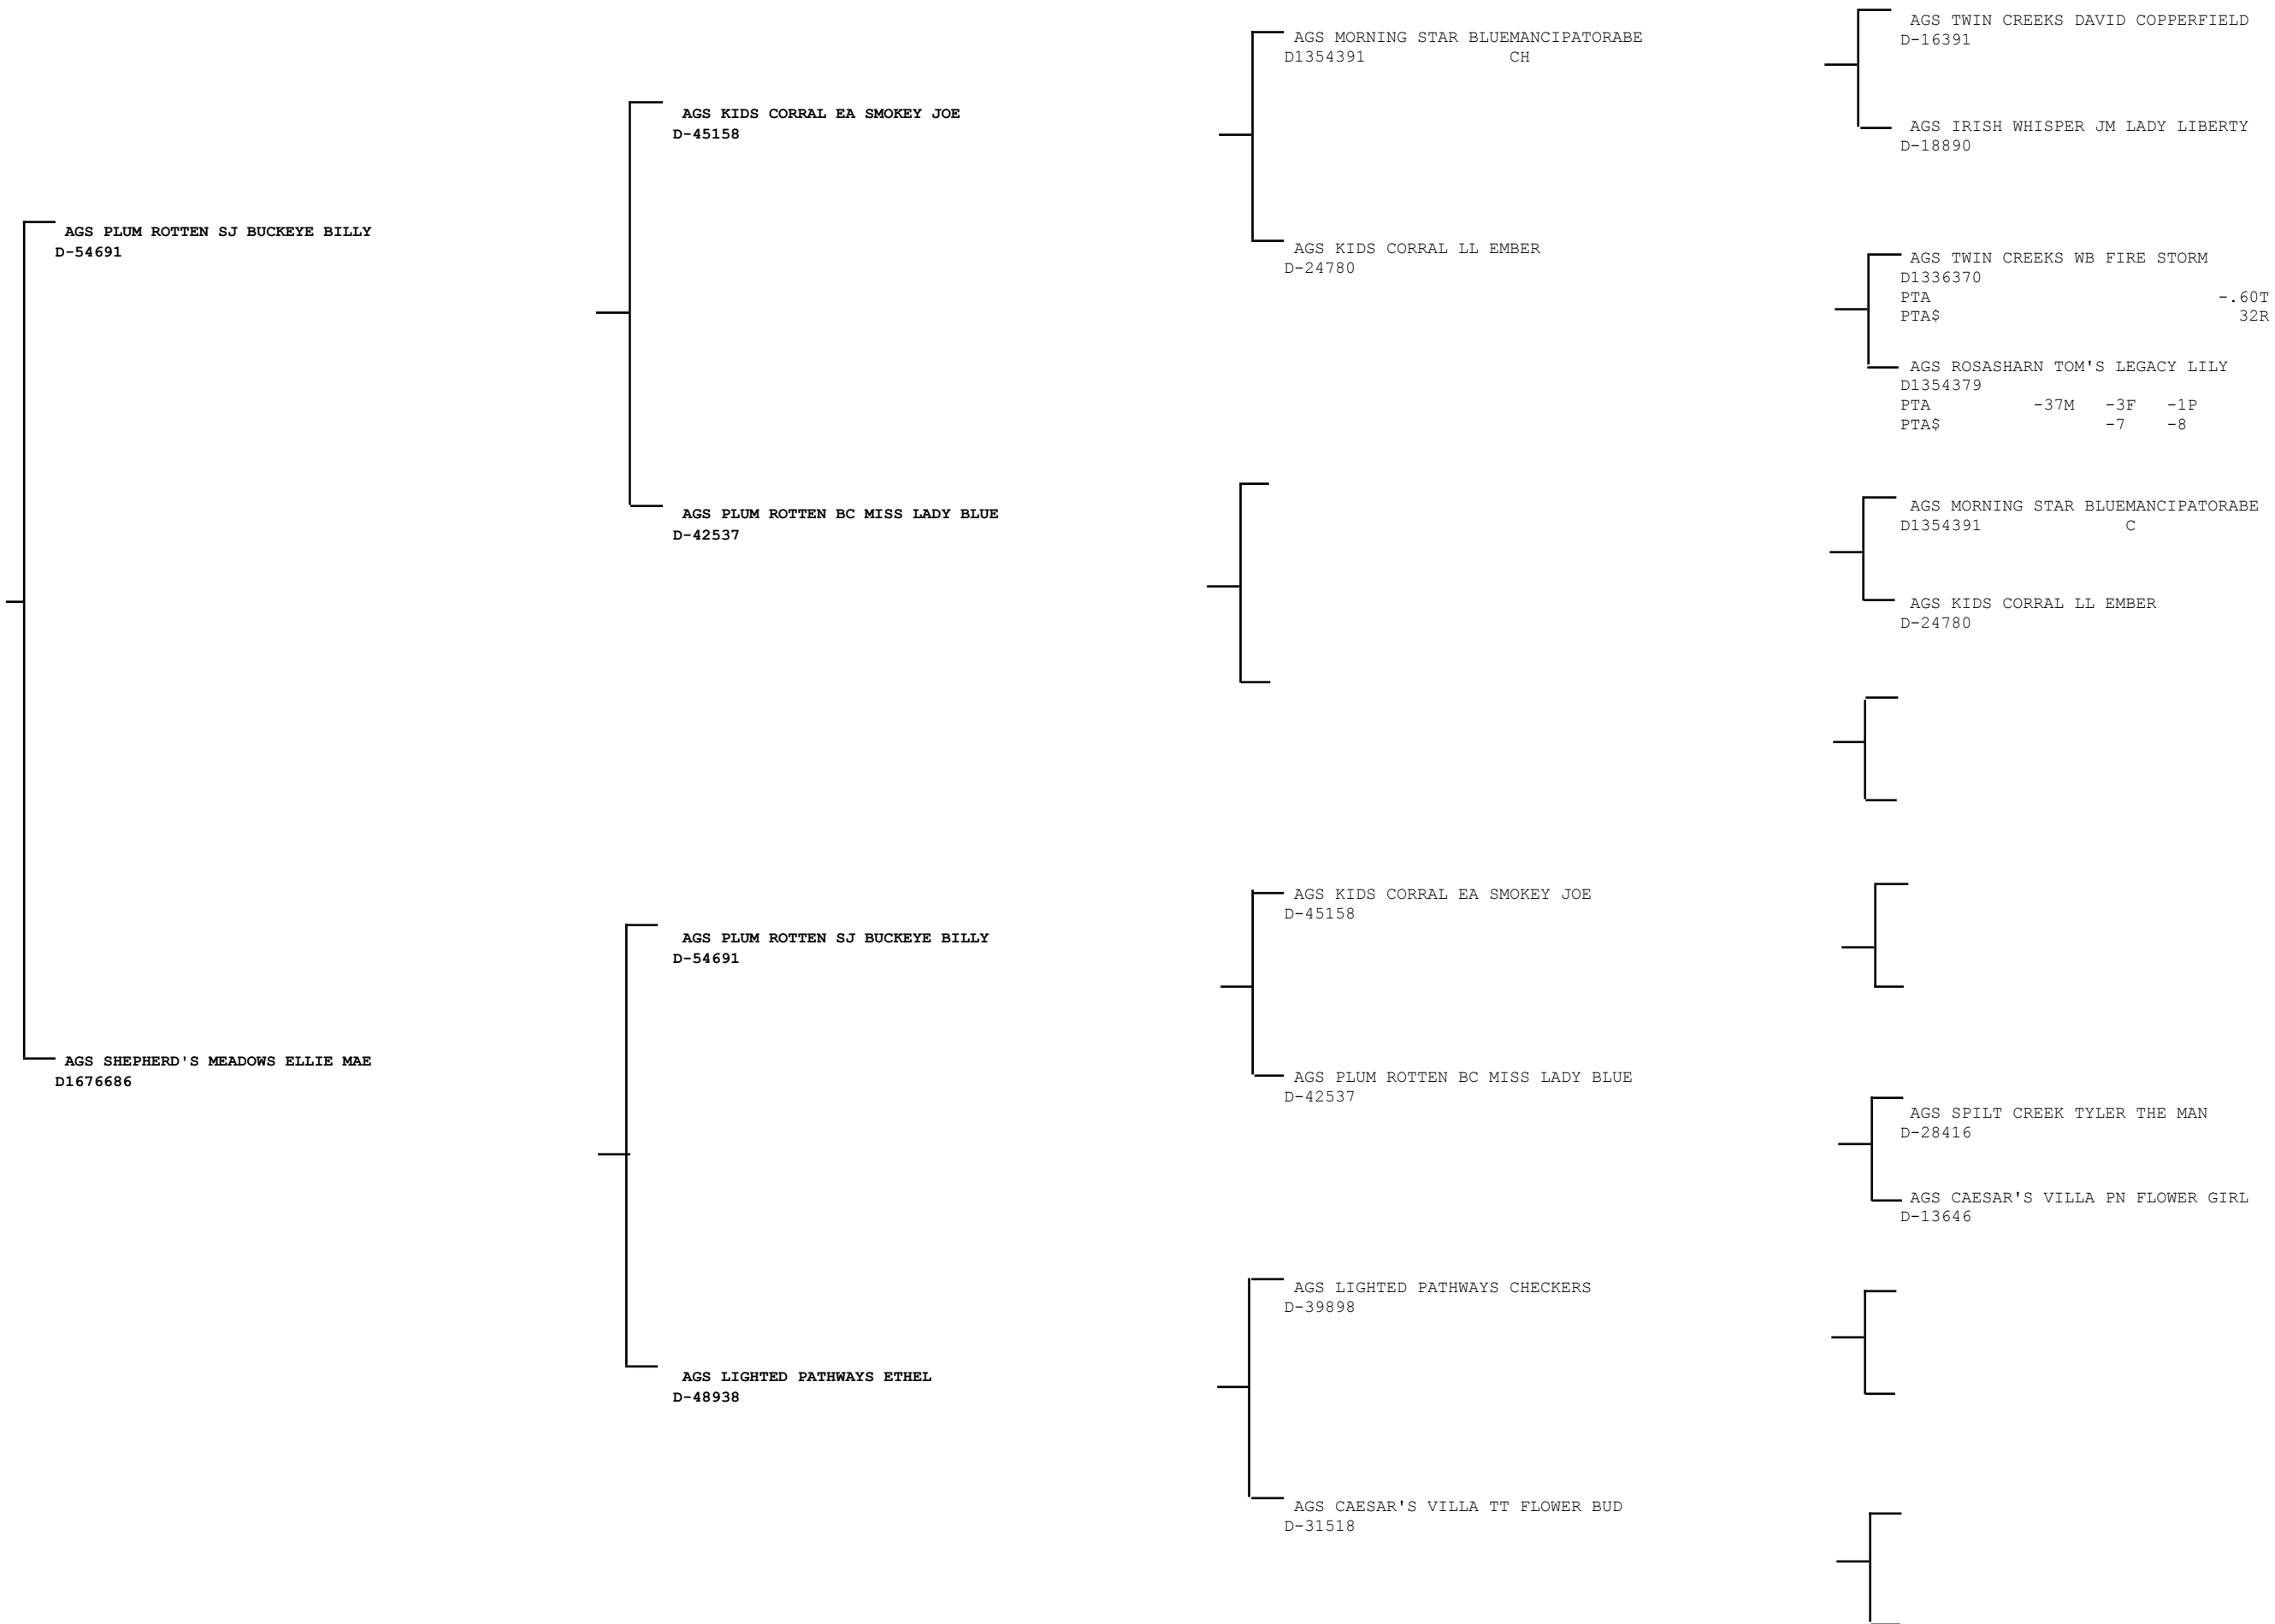 AGS PLUM ROTTEN SJ BUCKEYE BILLY
D-54691
AGS SHEPHERD'S MEADOWS ELLIE MAE
D1676686
AGS KIDS CORRAL EA SMOKEY JOE
D-45158
AGS PLUM ROTTEN BC MISS LADY BLUE
D-42537
AGS PLUM ROTTEN SJ BUCKEYE BILLY
D-54691
AGS LIGHTED PATHWAYS ETHEL
D-48938
AGS MORNING STAR BLUEMANCIPATORABE
D1354391 CH
AGS KIDS CORRAL LL EMBER
D-24780
AGS KIDS CORRAL EA SMOKEY JOE
D-45158
AGS PLUM ROTTEN BC MISS LADY BLUE
D-42537
AGS LIGHTED PATHWAYS CHECKERS
D-39898
AGS CAESAR'S VILLA TT FLOWER BUD
D-31518
AGS TWIN CREEKS DAVID COPPERFIELD
D-16391
AGS IRISH WHISPER JM LADY LIBERTY
D-18890
AGS TWIN CREEKS WB FIRE STORM
D1336370
PTA -.60T
PTA$ 32R
AGS ROSASHARN TOM'S LEGACY LILY
D1354379
PTA -37M -3F -1P
PTA$ -7 -8
AGS MORNING STAR BLUEMANCIPATORABE
D1354391 C
AGS KIDS CORRAL LL EMBER
D-24780
AGS SPILT CREEK TYLER THE MAN
D-28416
AGS CAESAR'S VILLA PN FLOWER GIRL
D-13646